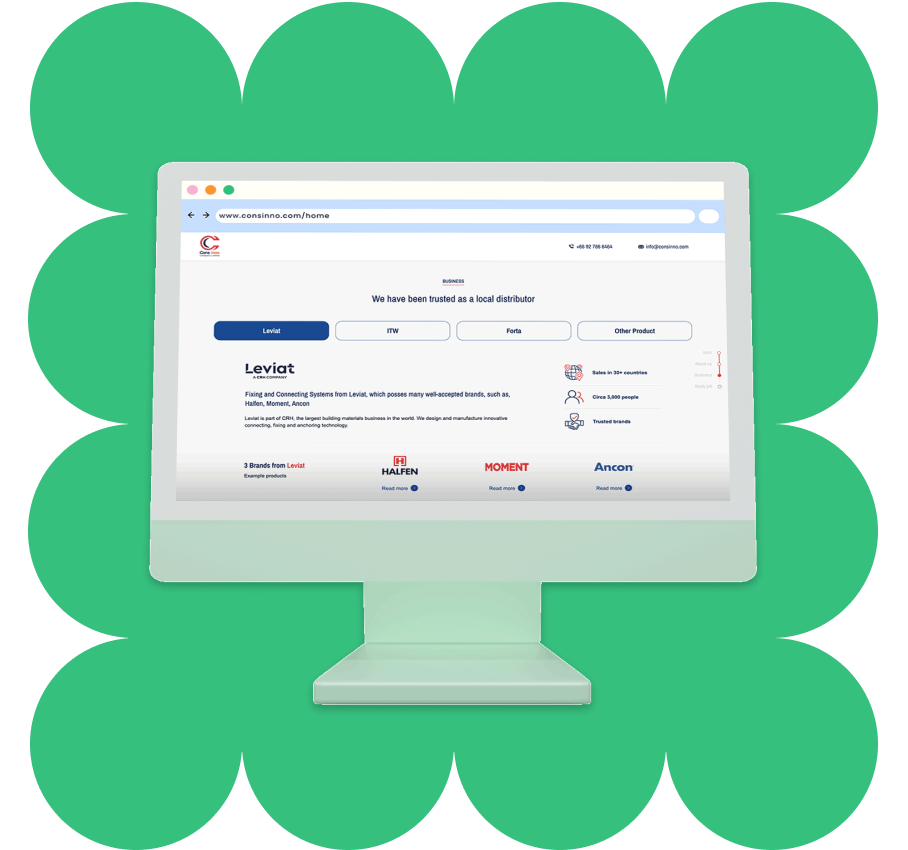 www.consinno.com/home
Cons Inno
+66 92 786 6464
info@consinno.com
BUSINESS
We have been trusted as a local distributor
Leviat
ITW
Forta
Other Product
Leviat
A CRH COMPANY
Fixing and Connecting Systems from Leviat, which posses many well-accepted brands, such as,
Halfen, Moment, Ancon
Leviat is part of CRH, the largest building materials business in the world. We design and manufacture innovative
connecting, fixing and anchoring technology.
Sales in 30+ countries
Circa 3,000 people
Trusted brands
About us
Business
3 Brands from Leviat
Example products
HALFEN
Read more
MOMENT
Read more
Ancon
Read more